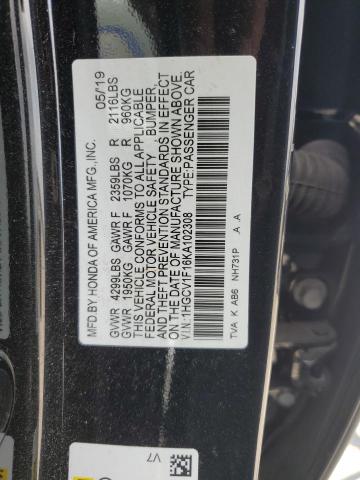 MFD BY HONDA OF AMERICA MFG., INC. 05/19
GVWR 4299LBS GAWR F 2359LBS R 2116LBS
GVWR 1950KG GAWR F 1070KG R 960KG
THIS VEHICLE CONFORMS TO ALL APPLICABLE
FEDERAL MOTOR VEHICLE SAFETY , BUMPER,
AND THEFT PREVENTION STANDARDS IN EFFECT
ON THE DATE OF MANUFACTURE SHOWN ABOVE.
V.I.N.:1HGCV1F16KA102308 TYPE:PASSENGER CAR
TVA K AB6 NH731P .A .A
V7